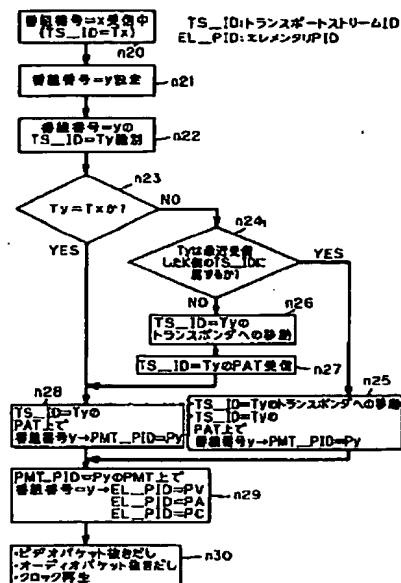 番組番号=x受信中
(TS_ID=Tx)
TS_ID:トランスポートストリームID
EL_PID:エレメンタリPID
n20
番組番号=y設定
n21
番組番号=yの
TS_ID=Ty識別
n22
n23
Ty=Txか?
NO
YES
n24
Tyは最近受信
したK個のTS_IDに
属するか?
YES
NO
n26
TS_ID=Tyの
トランスポンダへの移動
TS_ID=TyのPAT受信
n27
n28
TS_ID=Tyの
PAT上で
番組番号y→PMT_PID=Py
n25
・TS_ID=Tyのトランスポンダへの移動
・TS_ID=Tyの
PAT上で
番組番号y→PMT_PID=Py
PMT_PID=PyのPMT上で
番組番号=y→EL_PID=PV
EL_PID=PA
EL_PID=PC
n29
・ビデオパケット抜きだし
・オーディオパケット抜きだし
・クロック再生
n30